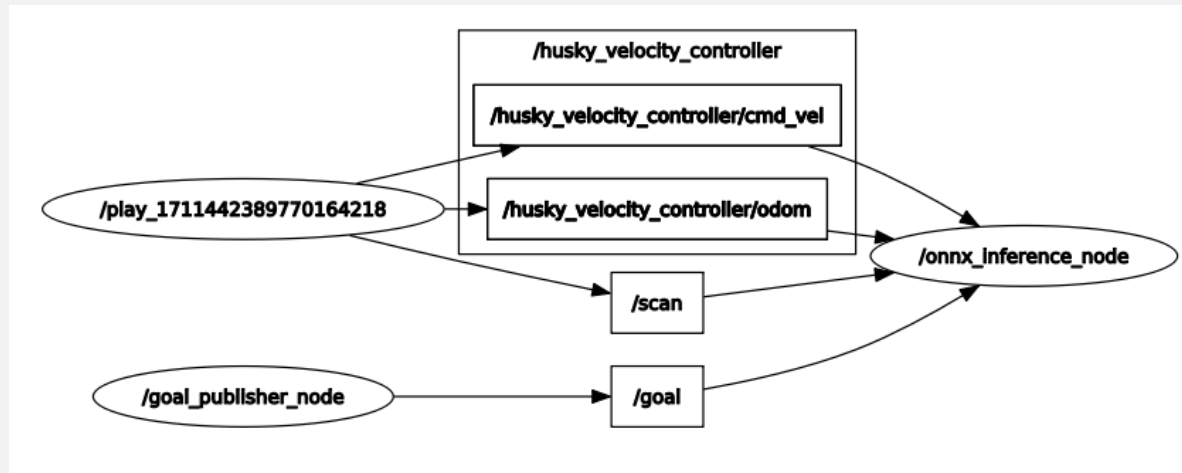 /husky_velocity_controller
/husky_velocity_controller/cmd_vel
/play_1711442389770164218
/husky_velocity_controller/odom
/onnx_inference_node
/scan
/goal_publisher_node
/goal